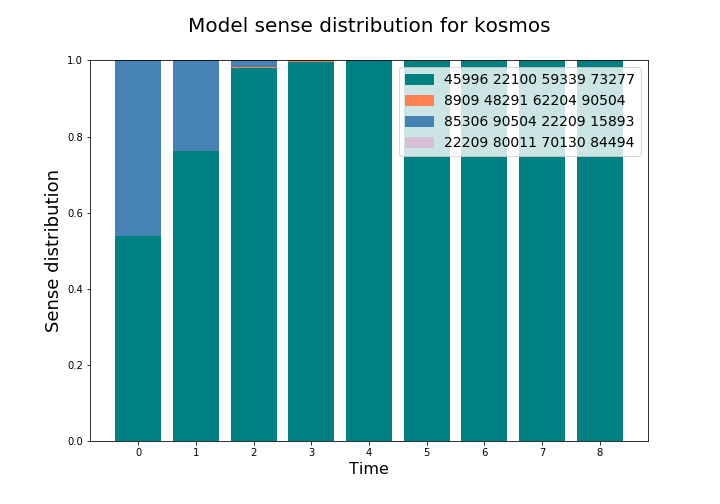 Model sense distribution for kosmos
1.0
0.8
0.6
0.4
0.2
0.0
Sense distribution
45996 22100 59339 73277
8909 48291 62204 90504
85306 90504 22209 15893
22209 80011 70130 84494
0 1 2 3 4 5 6 7 8
Time